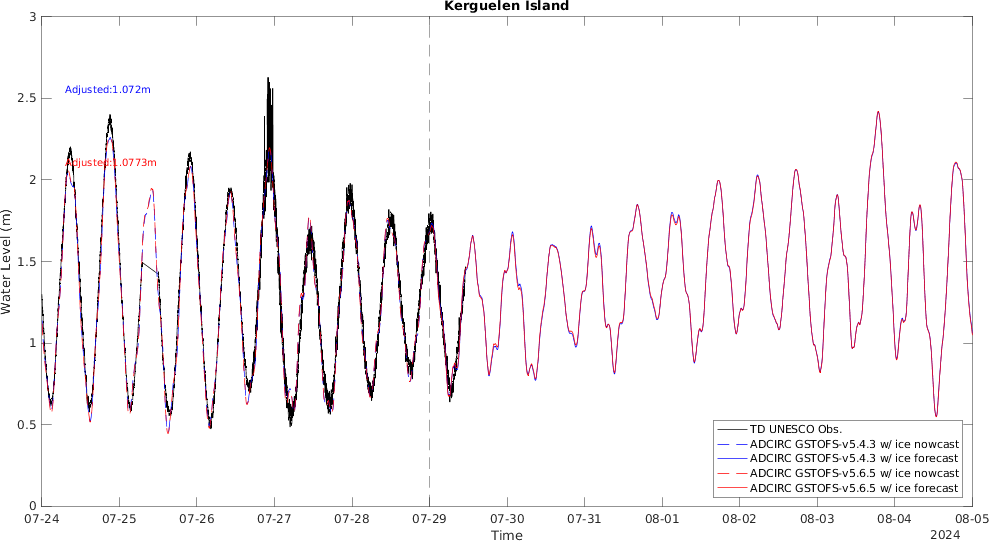 Kerguelen Island
3
2.5
2
1.5
1
0.5
0
Water Level (m)
Adjusted:1.072m
Adjusted:1.0773m
TD UNESCO Obs.
ADCIRC GSTOFS-v5.4.3 w/ ice nowcast
ADCIRC GSTOFS-v5.4.3 w/ ice forecast
ADCIRC GSTOFS-v5.6.5 w/ ice nowcast
ADCIRC GSTOFS-v5.6.5 w/ ice forecast
07-24 07-25 07-26 07-27 07-28 07-29 07-30 07-31 08-01 08-02 08-03 08-04 08-05
Time
2024